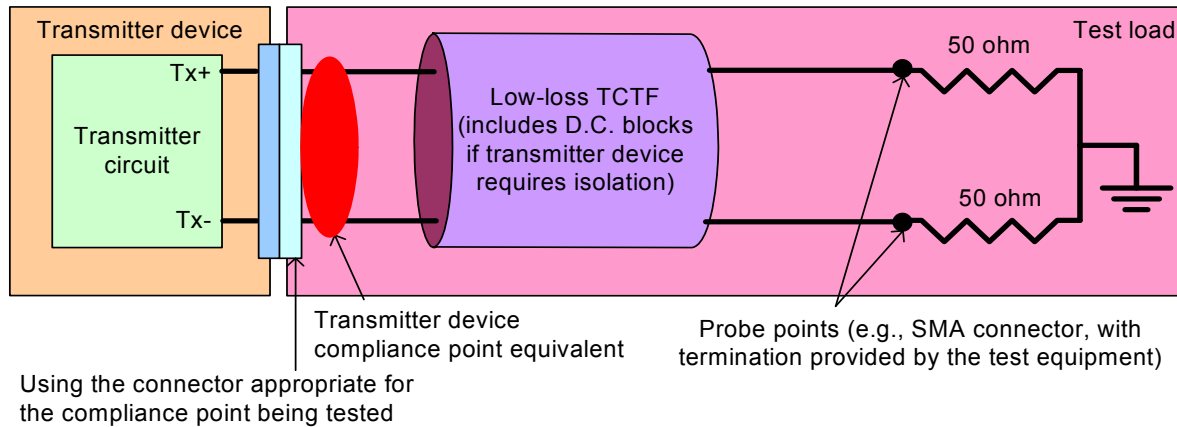 Transmitter device
Test load
50 ohm
Tx+
Low-loss TCTF
(includes D.C. blocks
if transmitter device
requires isolation)
Transmitter
circuit
50 ohm
Tx-
Transmitter device
compliance point equivalent
Probe points (e.g., SMA connector, with
termination provided by the test equipment)
Using the connector appropriate for
the compliance point being tested